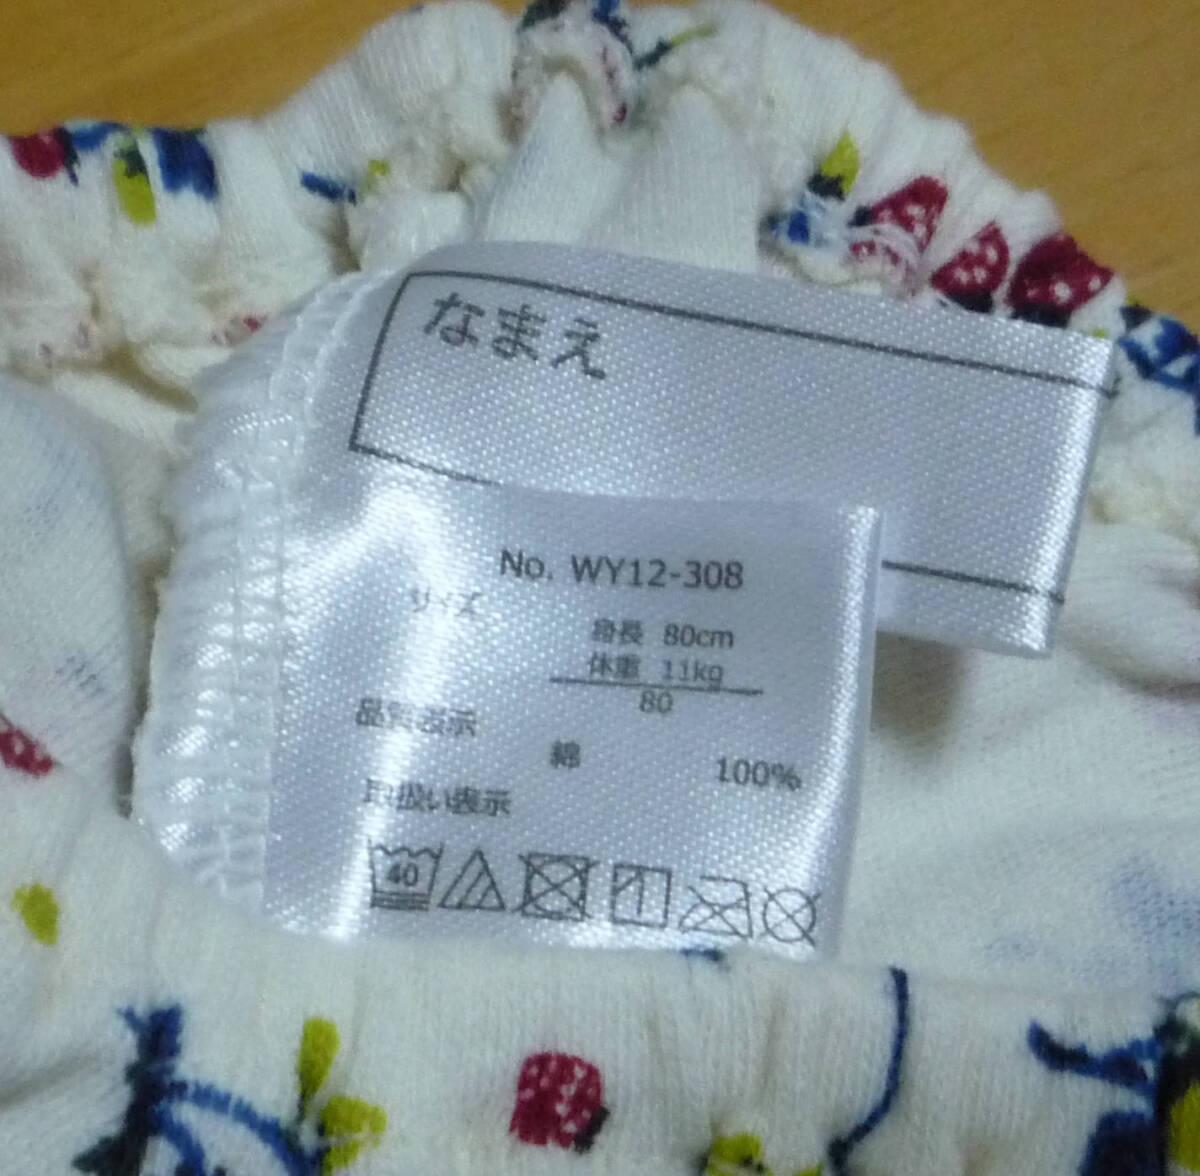 なまえ
No. WY12-308
サイズ
身長 80cm
体重 11kg
80
品質表示
綿 100%
取扱い表示
40